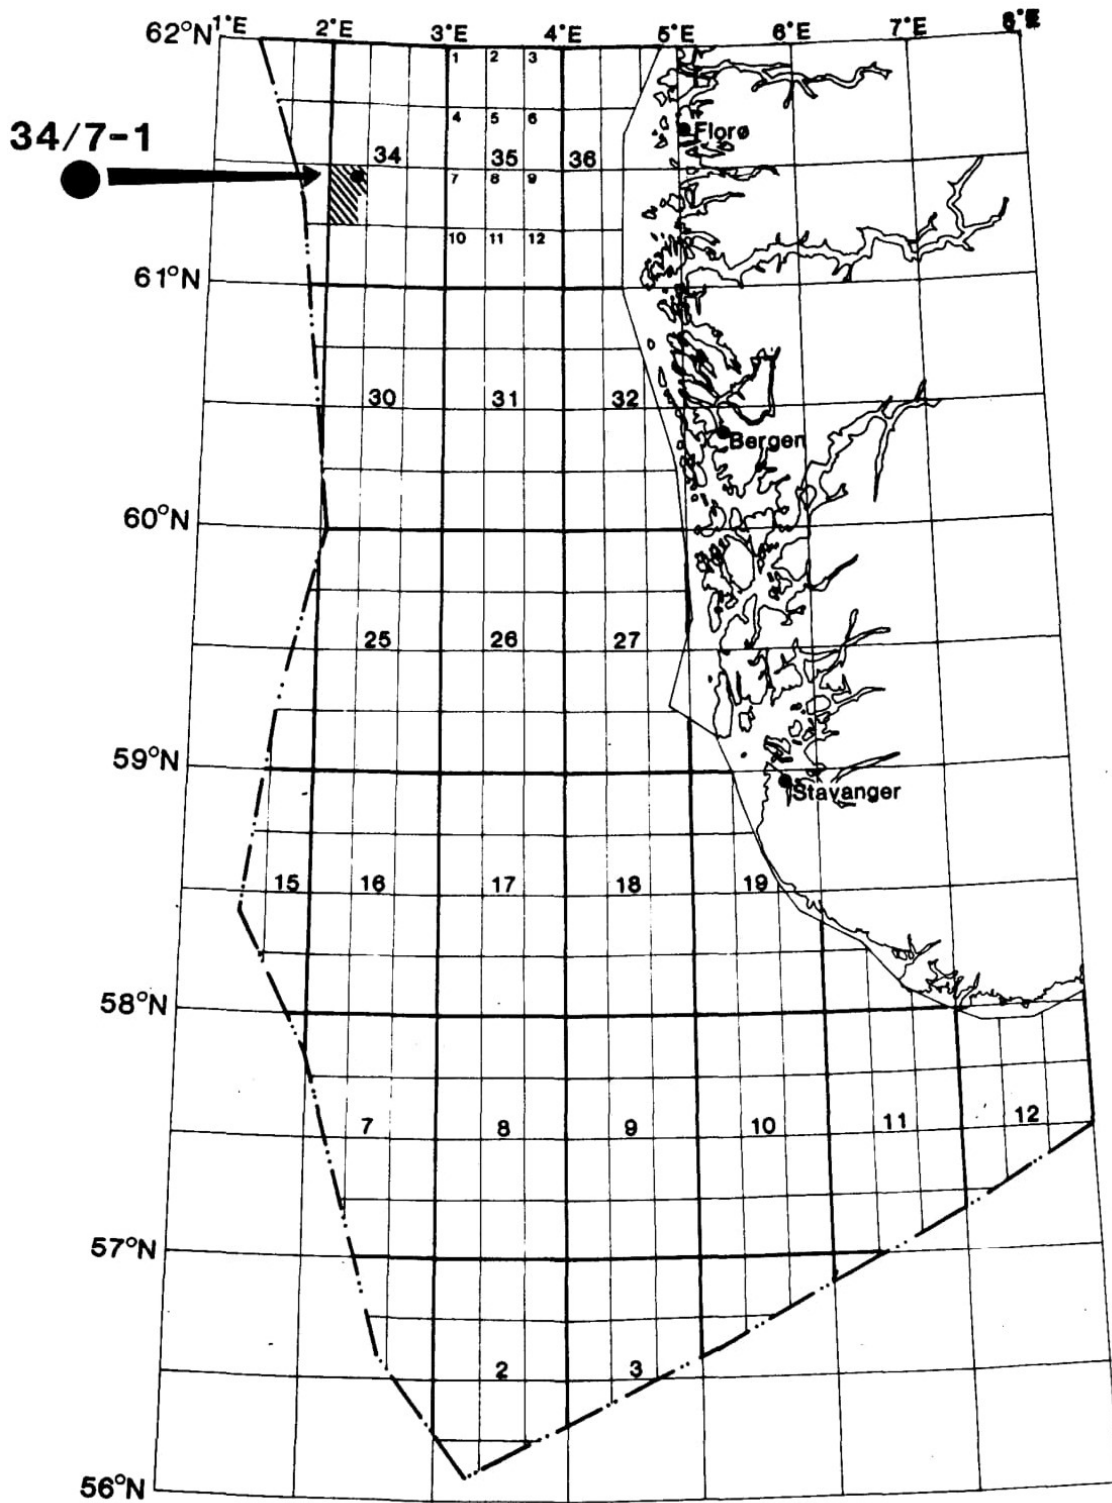 1°E 2°E 3°E 4°E 5°E 6°E 7°E 8°E
62°N
1 2 3
4 5 6
34/7-1
Florø
34 35 36
7 8 9
10 11 12
61°N
30 31 32
Bergen
60°N
25 26 27
59°N
Stavanger
15 16 17 18 19
58°N
7 8 9 10 11 12
57°N
2 3
56°N